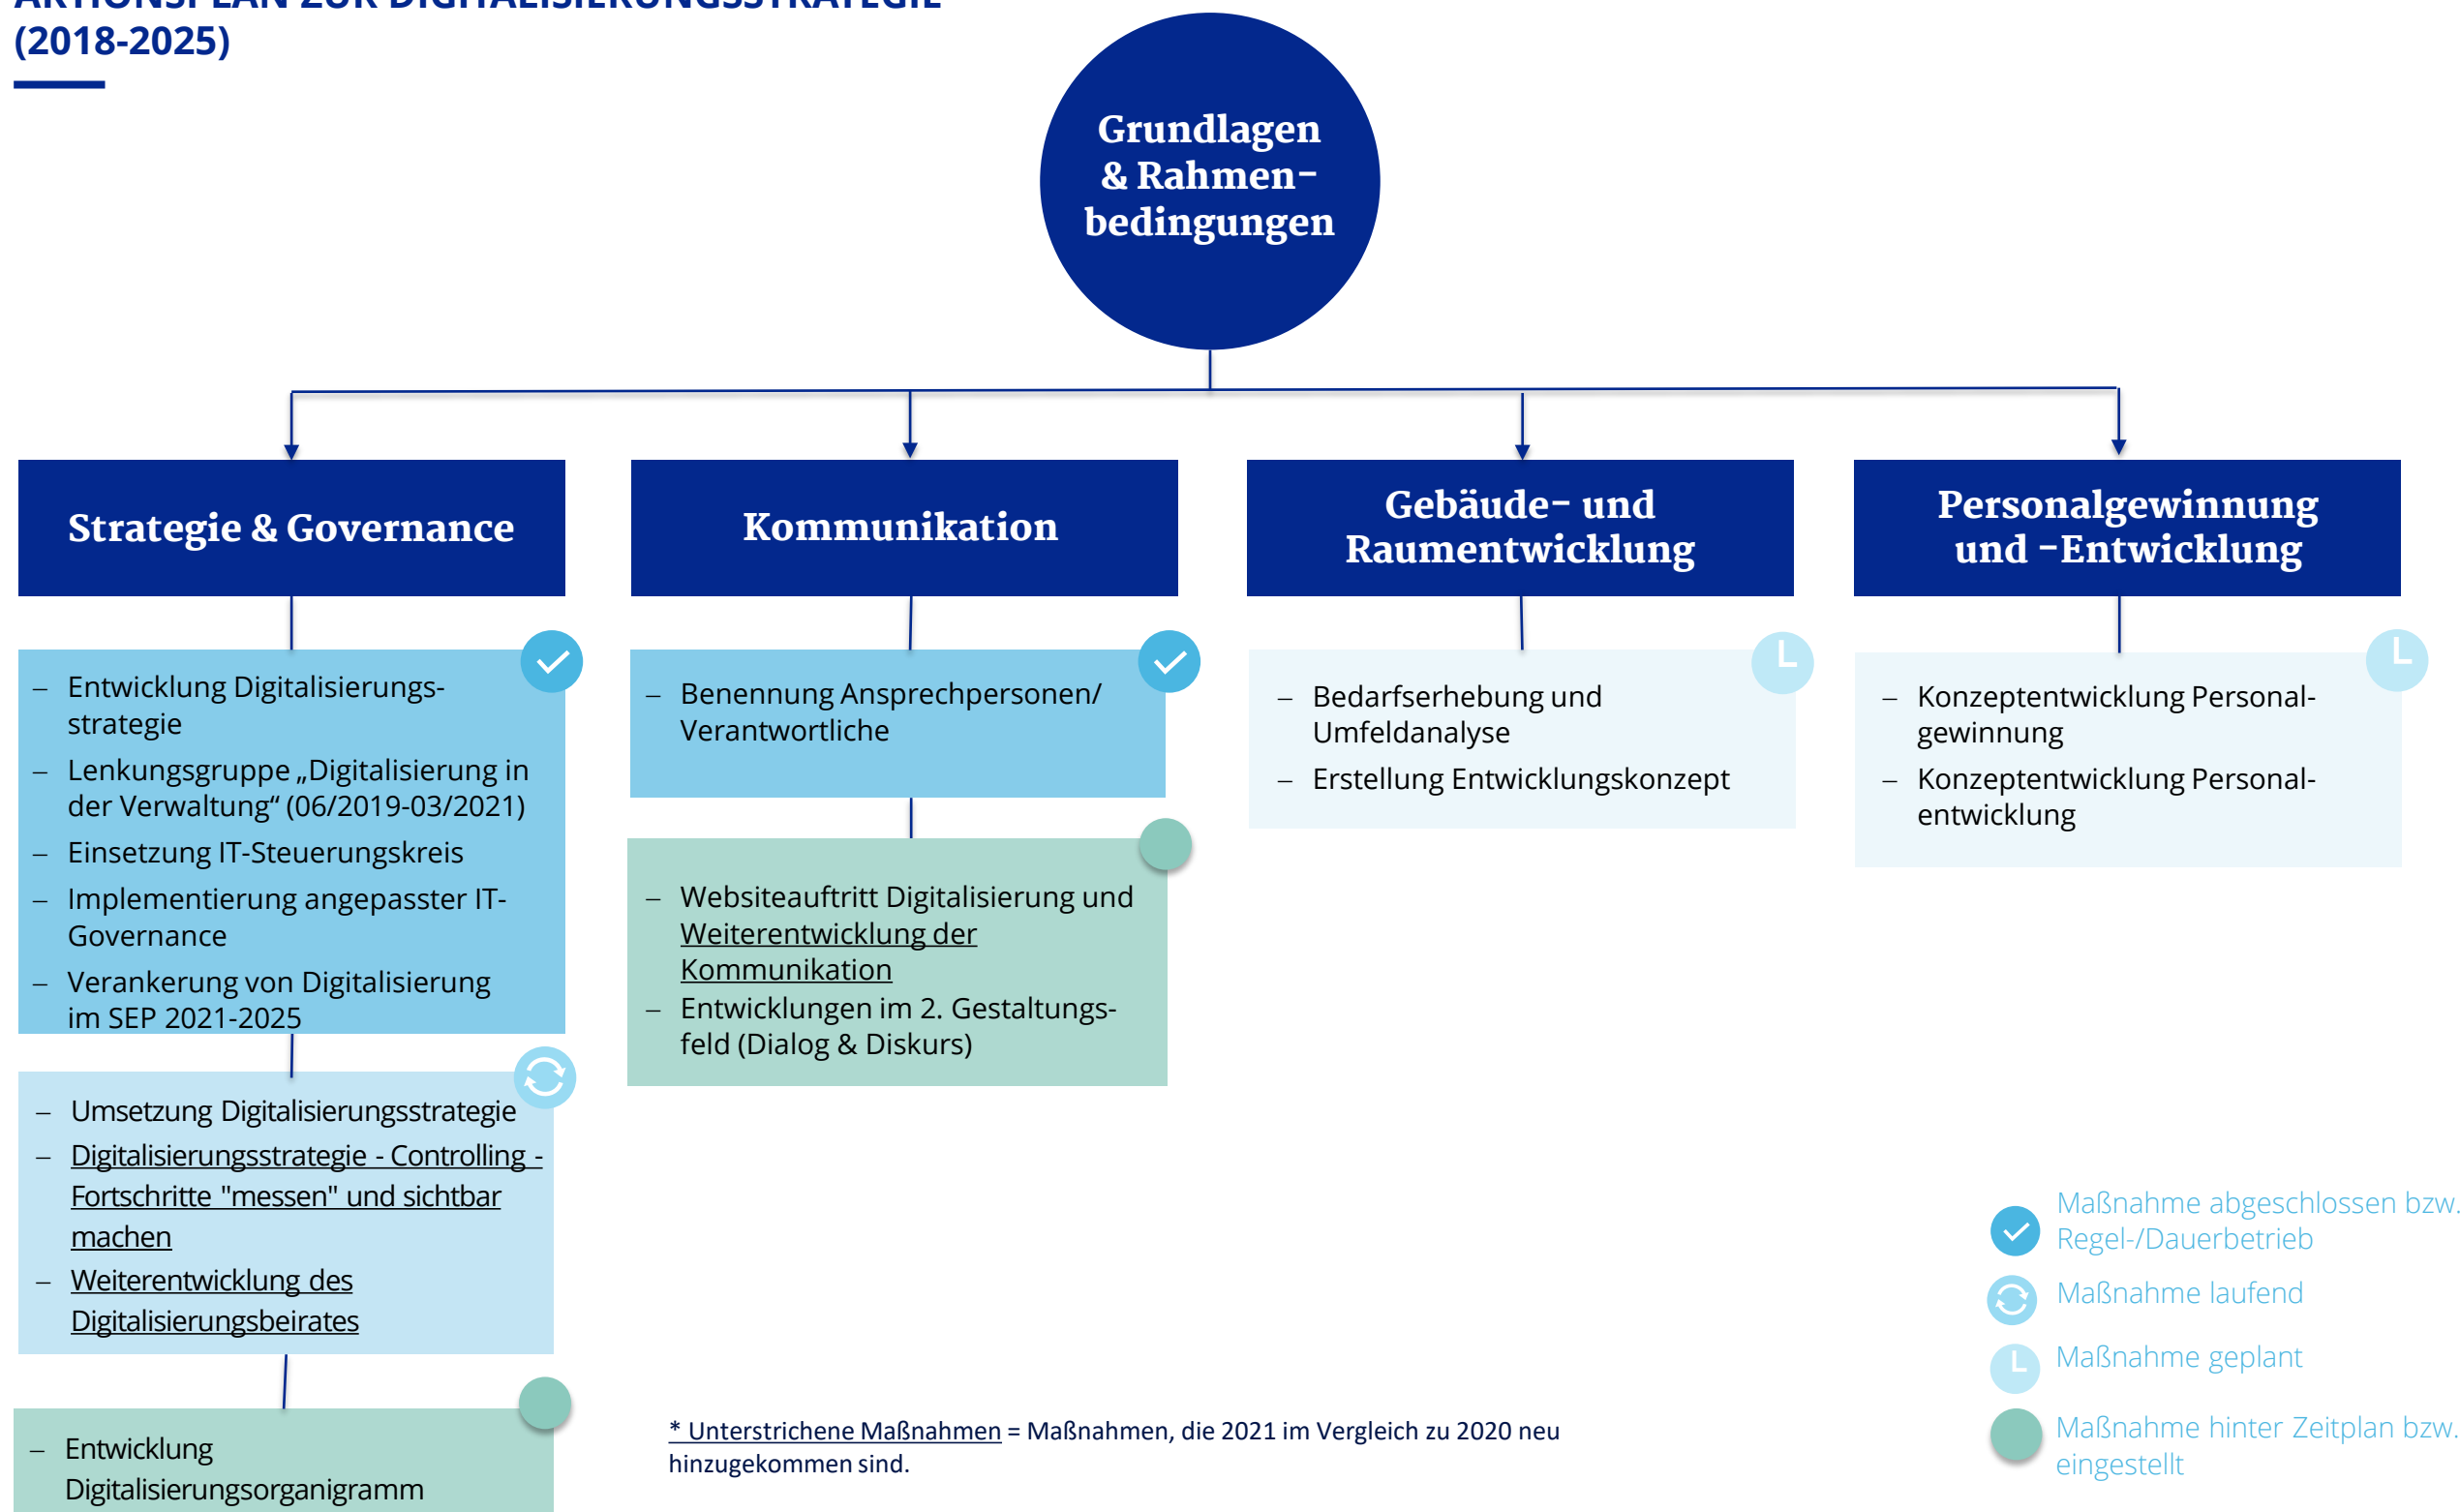 AKTIONSPLAN ZUR DIGITALISIERUNGSSTRATEGIE
(2018-2025)
Grundlagen
& Rahmen-
bedingungen
Strategie & Governance
– Entwicklung Digitalisierungs-
strategie
– Lenkungsgruppe „Digitalisierung in
der Verwaltung“ (06/2019-03/2021)
– Einsetzung IT-Steuerungskreis
– Implementierung angepasster IT-
Governance
– Verankerung von Digitalisierung
im SEP 2021-2025
– Umsetzung Digitalisierungsstrategie
– Digitalisierungsstrategie - Controlling -
Fortschritte "messen" und sichtbar
machen
– Weiterentwicklung des
Digitalisierungsbeirates
– Entwicklung
Digitalisierungsorganigramm
Kommunikation
– Benennung Ansprechpersonen/
Verantwortliche
– Websiteauftritt Digitalisierung und
Weiterentwicklung der
Kommunikation
– Entwicklungen im 2. Gestaltungs-
feld (Dialog & Diskurs)
Gebäude- und
Raumentwicklung
– Bedarfserhebung und
Umfeldanalyse
– Erstellung Entwicklungskonzept
Personalgewinnung
und -Entwicklung
– Konzeptentwicklung Personal-
gewinnung
– Konzeptentwicklung Personal-
entwicklung
* Unterstrichene Maßnahmen = Maßnahmen, die 2021 im Vergleich zu 2020 neu
hinzugekommen sind.
Maßnahme abgeschlossen bzw.
Regel-/Dauerbetrieb
Maßnahme laufend
Maßnahme geplant
Maßnahme hinter Zeitplan bzw.
eingestellt